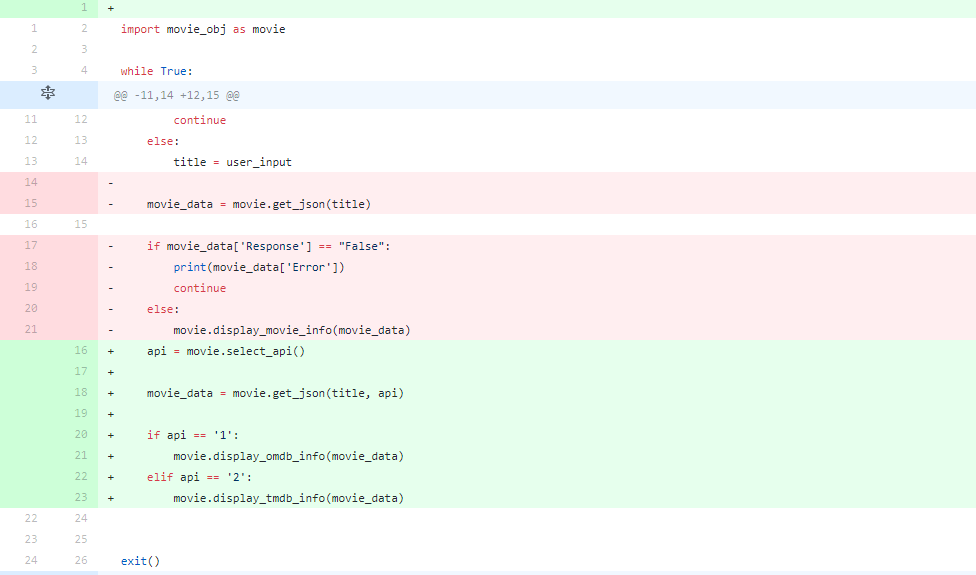 1 +
1 2 import movie_obj as movie
2 3
3 4 while True:
@@ -11,14 +12,15 @@
11 12 continue
12 13 else:
13 14 title = user_input
14 -
15 - movie_data = movie.get_json(title)
16 15
17 - if movie_data['Response'] == "False":
18 - print(movie_data['Error'])
19 - continue
20 - else:
21 - movie.display_movie_info(movie_data)
16 + api = movie.select_api()
17 +
18 + movie_data = movie.get_json(title, api)
19 +
20 + if api == '1':
21 + movie.display_omdb_info(movie_data)
22 + elif api == '2':
23 + movie.display_tmdb_info(movie_data)
22 24
23 25
24 26 exit()